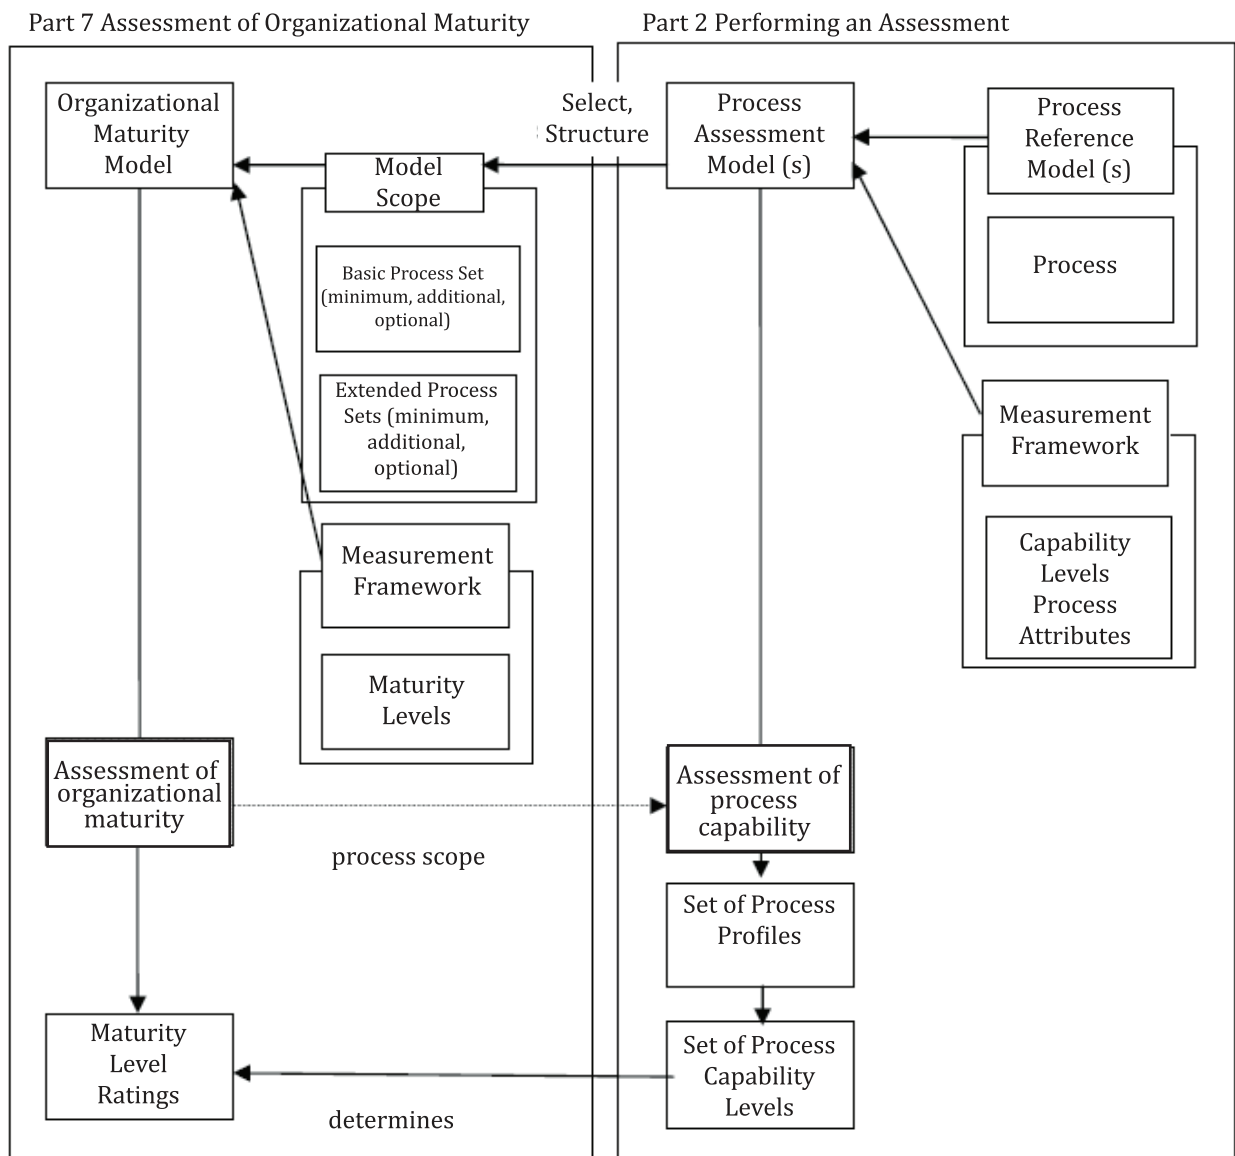 Part 7 Assessment of Organizational Maturity
Part 2 Performing an Assessment
Organizational
Maturity
Model
Model
Scope
Basic Process Set
(minimum, additional,
optional)
Extended Process
Sets (minimum,
additional,
optional)
Measurement
Framework
Maturity
Levels
Select,
Structure
Process
Assessment
Model (s)
Process
Reference
Model (s)
Process
Measurement
Framework
Capability
Levels
Process
Attributes
Assessment of
organizational
maturity
process scope
Assessment of
process
capability
Set of Process
Profiles
Set of Process
Capability
Levels
Maturity
Level
Ratings
determines